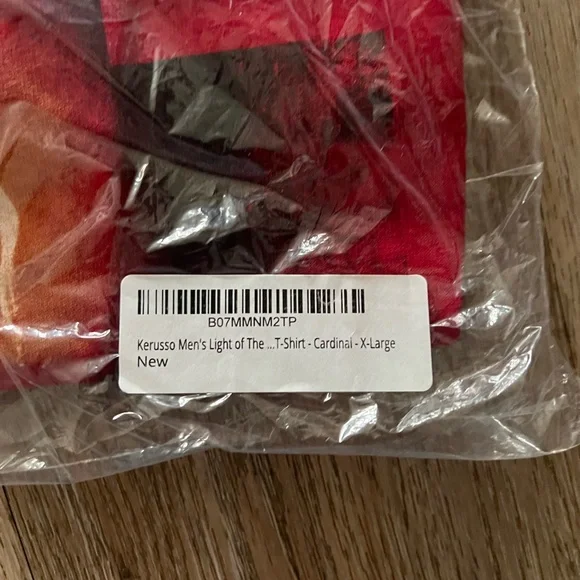 B07MMNM2TP
Kerusso Men's Light of The ...T-Shirt - Cardinal - X-Large
New